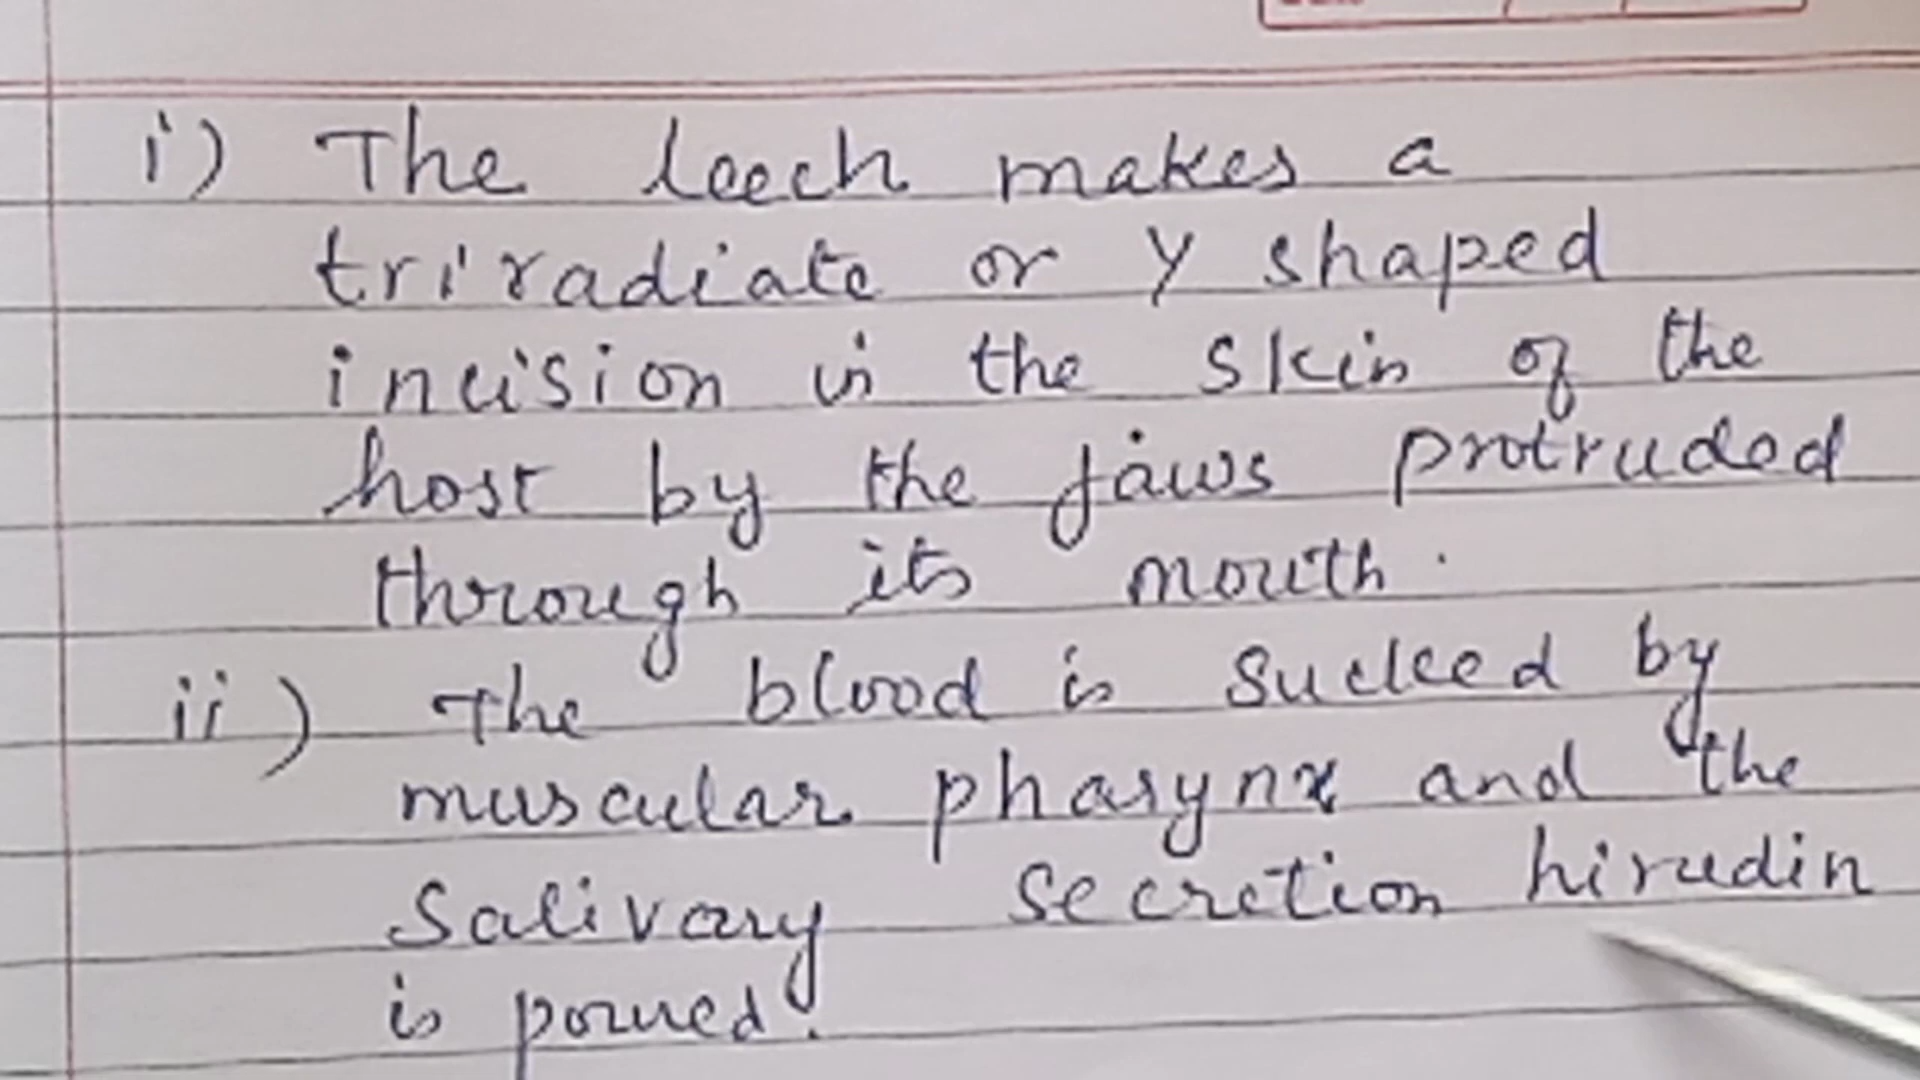 i) The leech makes a
triradiate or Y shaped
incision in the skin of the
host by the jaws protruded
through its mouth.
ii) The blood is sucked by
muscular pharynx and the
Salivary secretion hirudin
is poured.